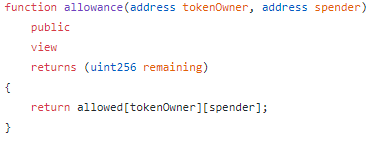 function allowance(address tokenOwner, address spender)
    public
    view
    returns (uint256 remaining)
{
    return allowed[tokenOwner][spender];
}